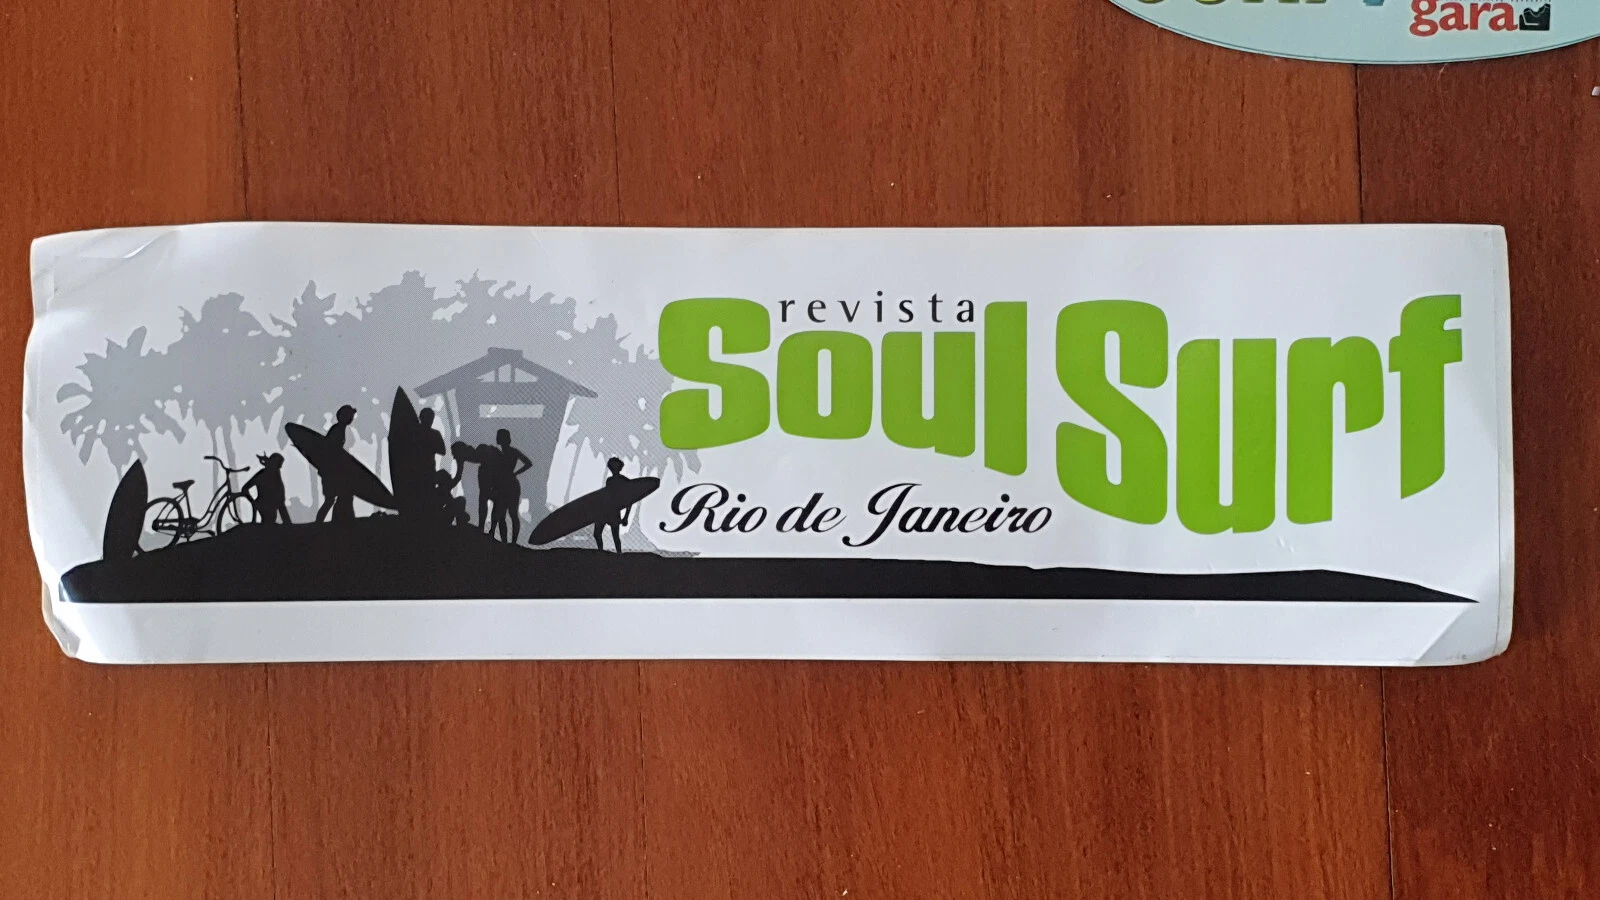 gara
revista
Soul Surf
Rio de Janeiro